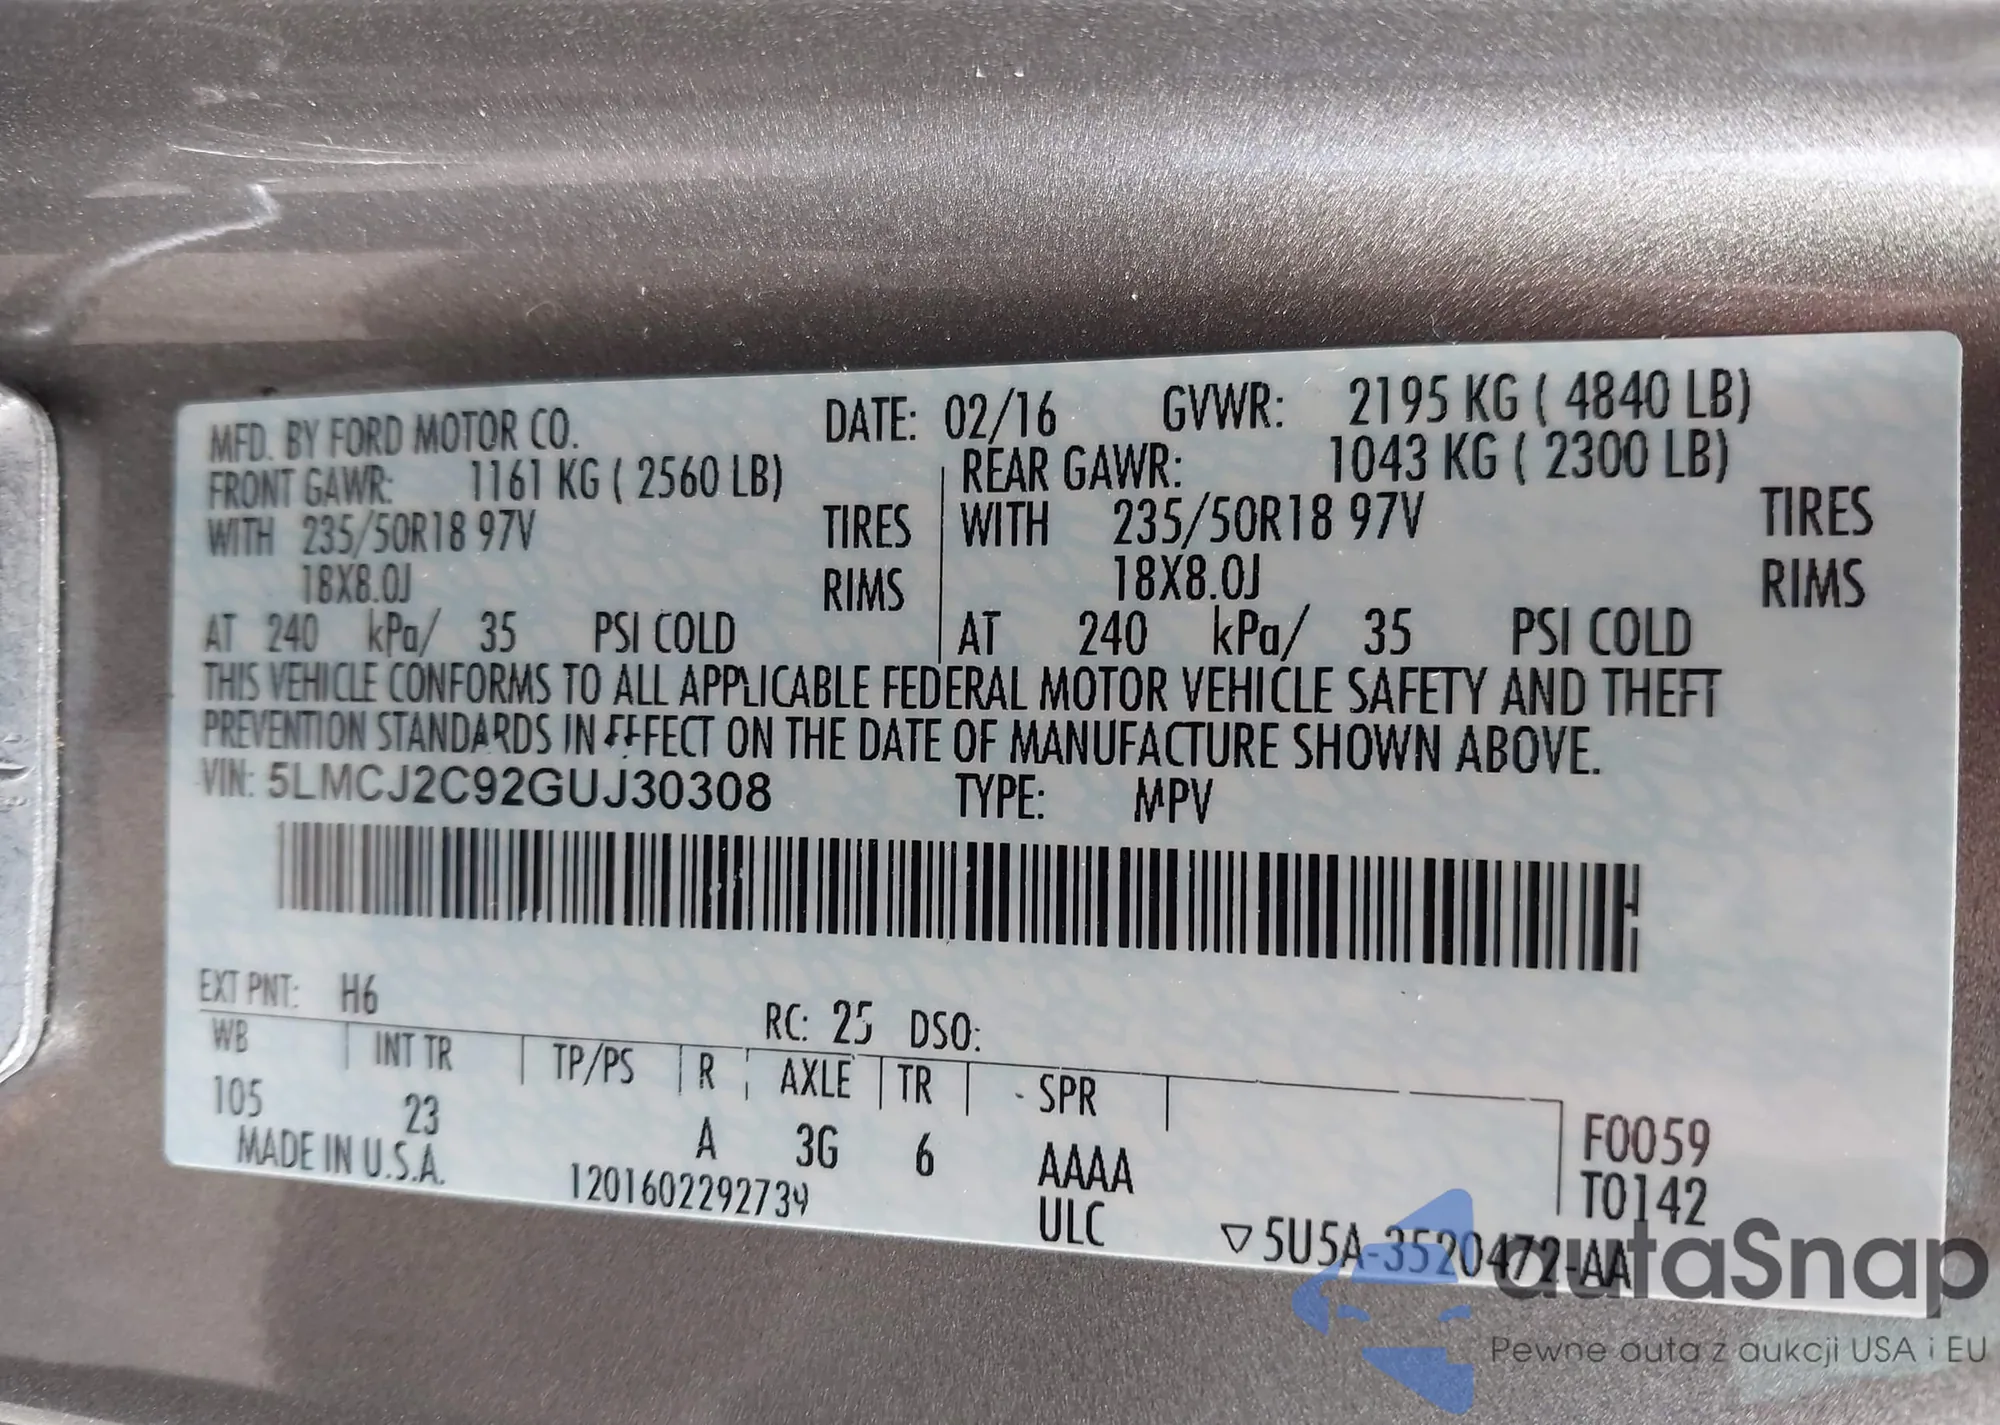 MFD. BY FORD MOTOR CO. DATE: 02/16 GVWR: 2195 KG ( 4840 LB)
FRONT GAWR: 1161 KG ( 2560 LB) REAR GAWR: 1043 KG ( 2300 LB)
WITH 235/50R18 97V TIRES WITH 235/50R18 97V TIRES
18X8.0J RIMS 18X8.0J RIMS
AT 240 kPa/ 35 PSI COLD AT 240 kPa/ 35 PSI COLD
THIS VEHICLE CONFORMS TO ALL APPLICABLE FEDERAL MOTOR VEHICLE SAFETY AND THEFT
PREVENTION STANDARDS IN EFFECT ON THE DATE OF MANUFACTURE SHOWN ABOVE.
VIN: 5LMCJ2C92GUJ30308 TYPE: MPV
EXT PNT: H6 RC: 25 DSO:
WB INT TR TP/PS R AXLE TR SPR
105 23 A 3G 6 AAAA F0059
MADE IN U.S.A. 120160229273­4 ULC T0142
▽5U5A-3520472-AA
autaSnap
Pewne auta z aukcji USA i EU